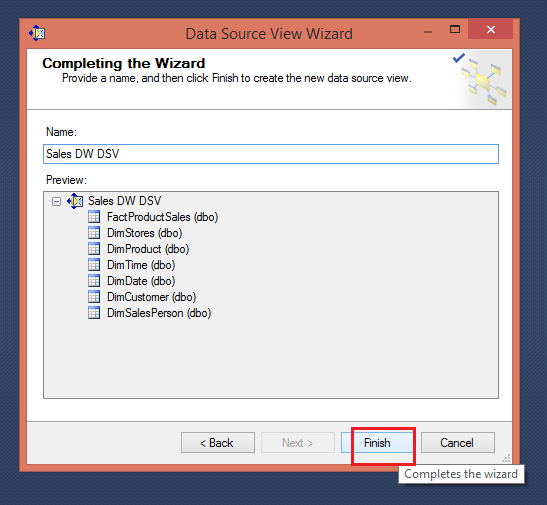 Data Source View Wizard
Completing the Wizard
Provide a name, and then click Finish to create the new data source view.
Name:
Sales DW DSV
Preview:
Sales DW DSV
FactProductSales (dbo)
DimStores (dbo)
DimProduct (dbo)
DimTime (dbo)
DimDate (dbo)
DimCustomer (dbo)
DimSalesPerson (dbo)
< Back Next > Finish Cancel
Completes the wizard